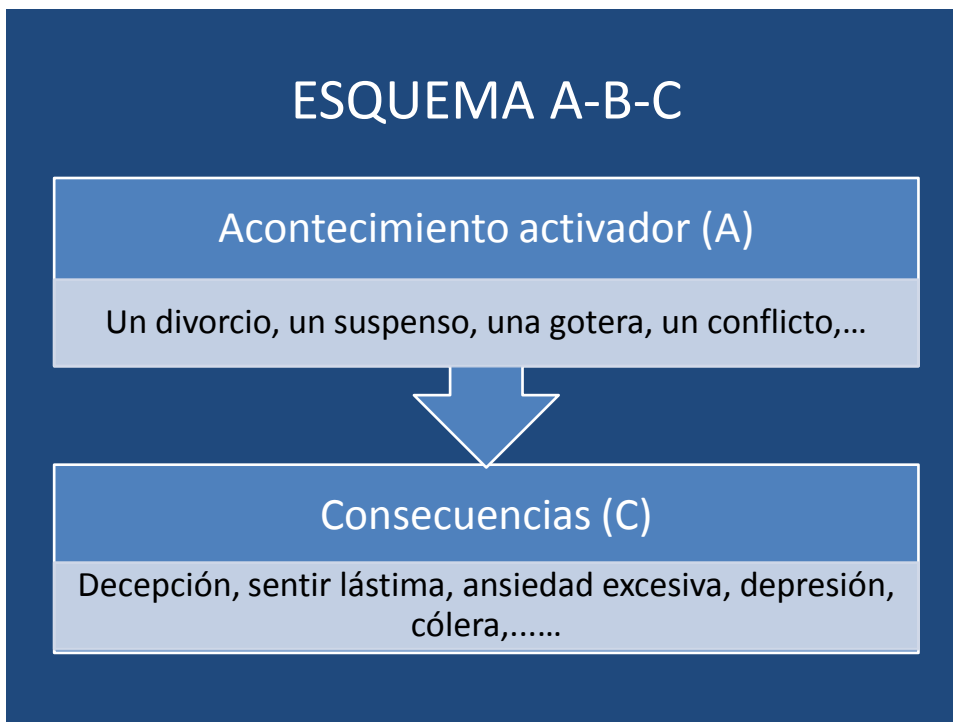 ESQUEMA A-B-C
Acontecimiento activador (A)
Un divorcio, un suspenso, una gotera, un conflicto,…
Consecuencias (C)
Decepción, sentir lástima, ansiedad excesiva, depresión,
cólera,...…